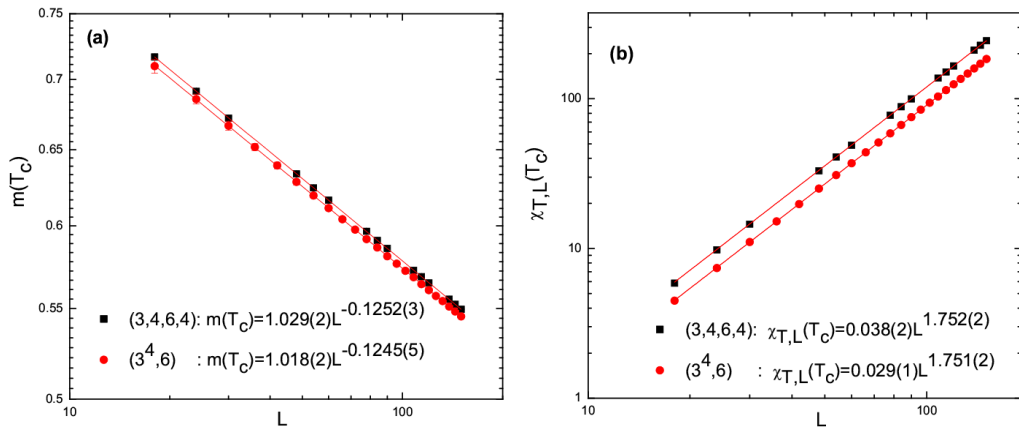 (a)
0.75
0.7
0.65
0.6
0.55
0.5
m(T_c)
(3,4,6,4): m(T_c)=1.029(2)L^-0.1252(3)
(3^4,6) : m(T_c)=1.018(2)L^-0.1245(5)
10
100
L
(b)
100
10
1
χ_T,L(T_c)
(3,4,6,4): χ_T,L(T_c)=0.038(2)L^1.752(2)
(3^4,6) : χ_T,L(T_c)=0.029(1)L^1.751(2)
10
100
L